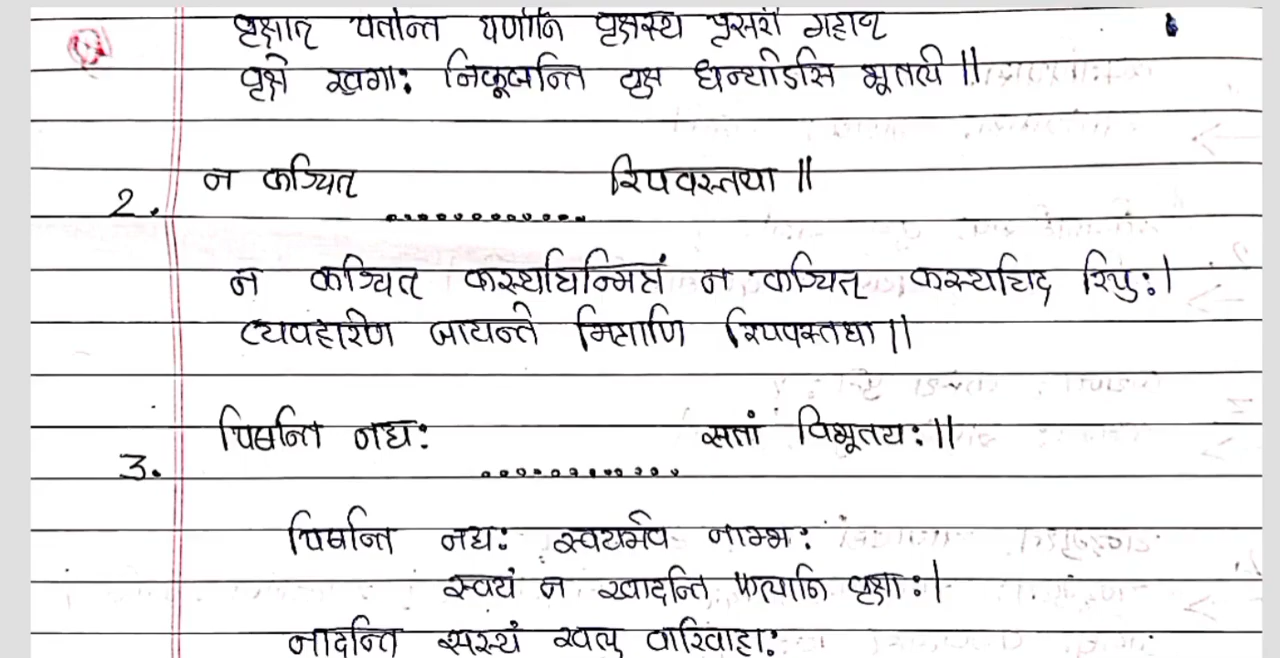 वृक्षात् पतन्ति पर्णानि वृक्षस्य प्रसरो महान्
वृक्षे खगाः निकूजन्ति वृक्ष धन्योऽसि भूतले ॥
2. न कश्चित् ............ रिपवस्तथा ॥
न कश्चित् कस्यचिन्मित्रं न कश्चित् कस्यचिद् रिपुः।
व्यवहारेण जायन्ते मित्राणि रिपवस्तथा ॥
3. पिबन्ति नद्यः ............ सतां विभूतयः ॥
पिबन्ति नद्यः स्वयमेव नाम्भः
स्वयं न खादन्ति फलानि वृक्षाः।
नादन्ति सस्यं खलु वारिवाहाः